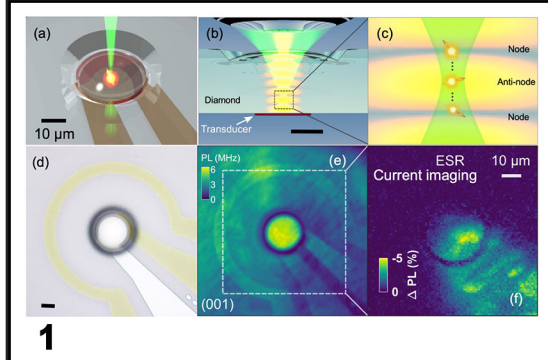 (a)
10 µm
(b)
Diamond
Transducer
(c)
Node
Anti-node
Node
(d)
PL (MHz)
6
3
0
(e)
(001)
ESR
10 µm
Current imaging
-5
0
Δ PL (%)
(f)
1